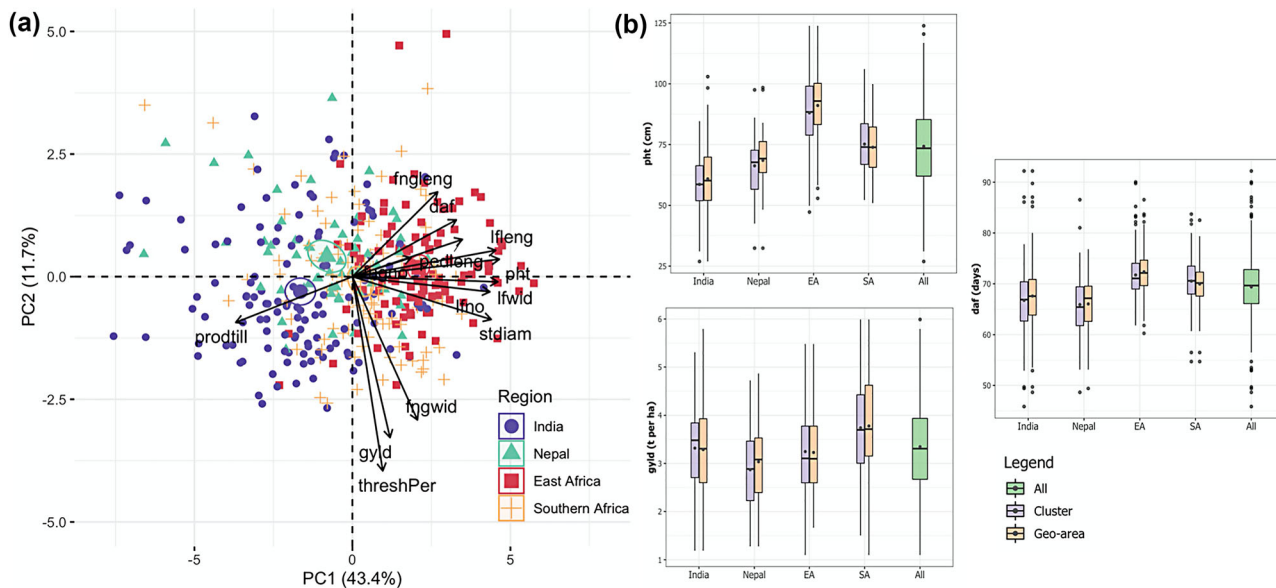 (a)
5.0
2.5
0.0
-2.5
-5.0
PC2 (11.7%)
fngleng
daf
lfleng
pedlong
pht
lfwid
lfno
stdiam
prodtill
fngwid
gyld
threshPer
Region
India
Nepal
East Africa
Southern Africa
-5
0
5
PC1 (43.4%)
(b)
125
100
75
50
25
pht (cm)
India
Nepal
EA
SA
All
6
5
4
3
2
1
gyld (t per ha)
India
Nepal
EA
SA
All
90
80
70
60
50
daf (days)
India
Nepal
EA
SA
All
Legend
All
Cluster
Geo-area